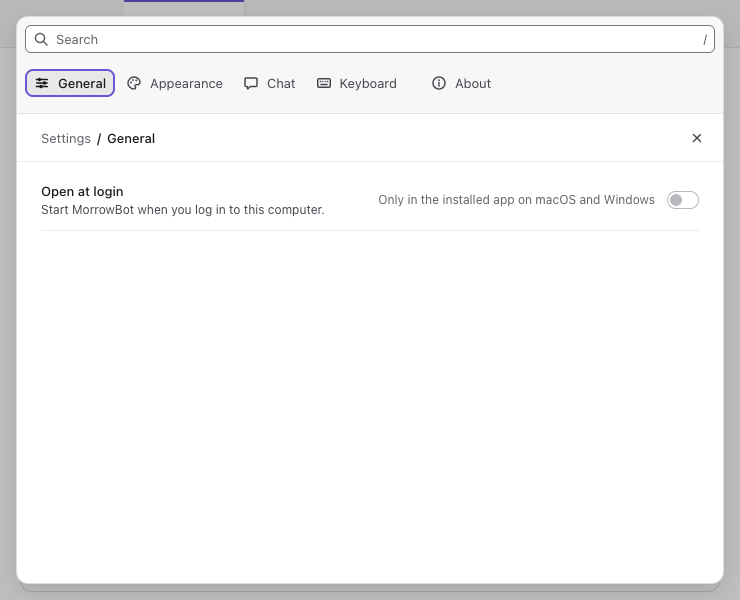 Search /
General Appearance Chat Keyboard About
Settings / General
Open at login
Start MorrowBot when you log in to this computer.
Only in the installed app on macOS and Windows